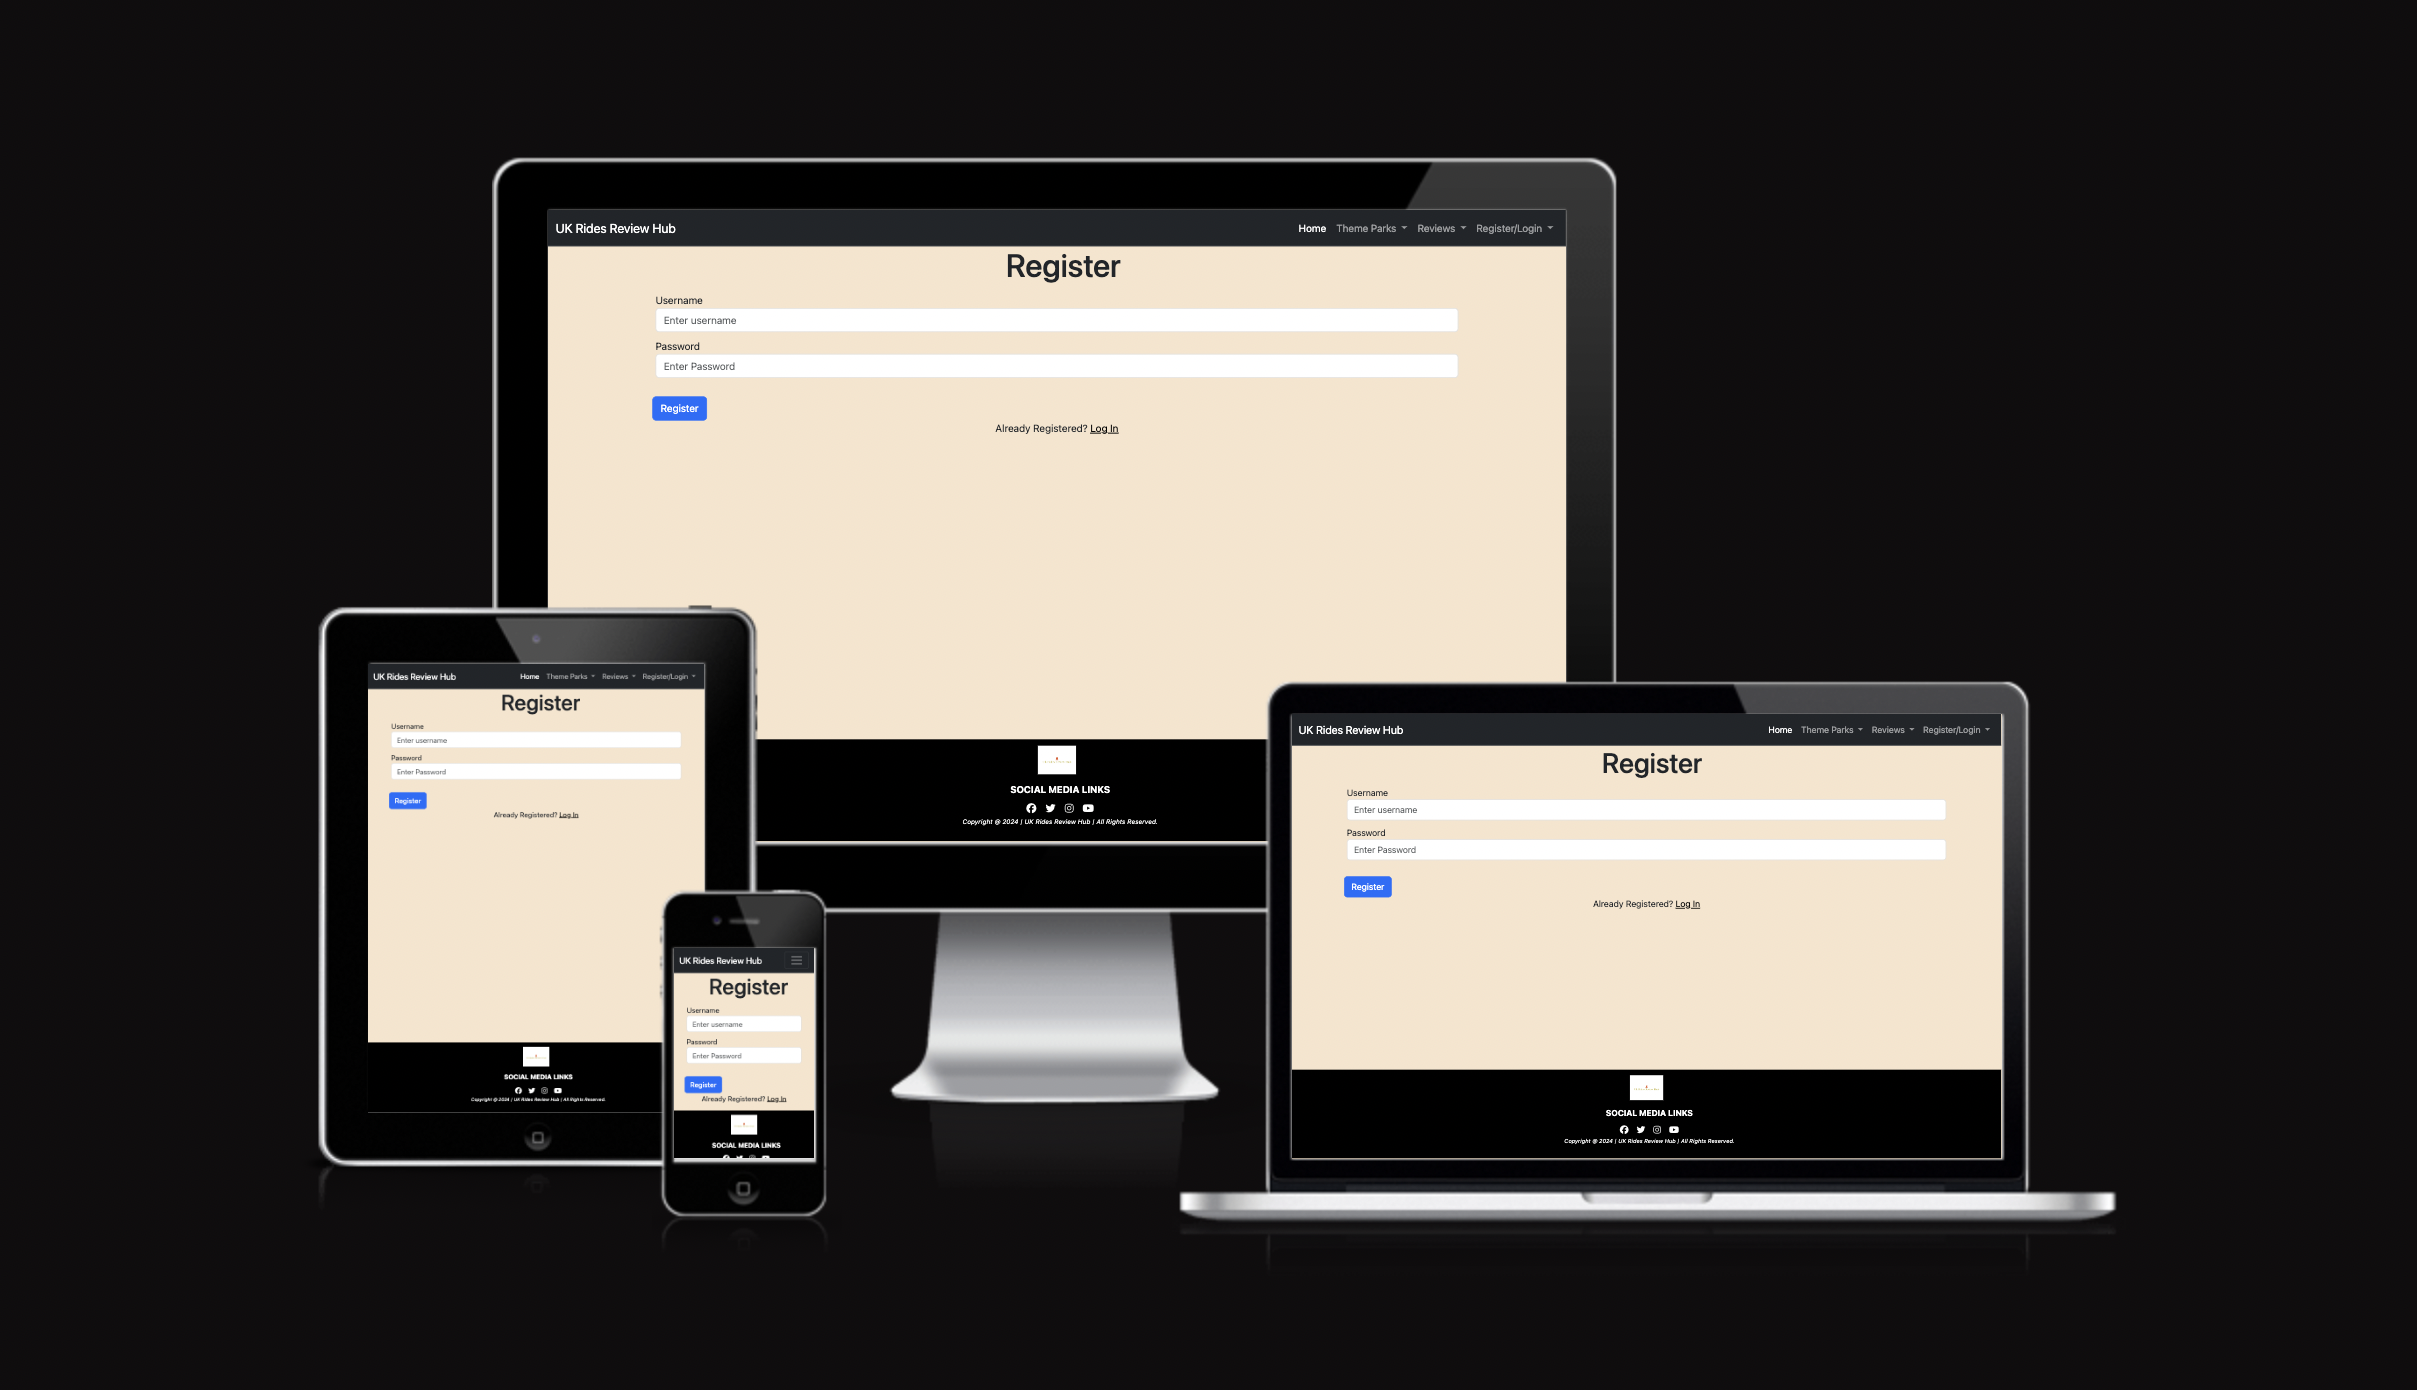 UK Rides Review Hub Home Theme Parks Reviews Register/Login
Register
Username
Enter username
Password
Enter Password
Register
Already Registered? Log In
SOCIAL MEDIA LINKS
Copyright @ 2024 | UK Rides Review Hub | All Rights Reserved.
UK Rides Review Hub Home Theme Parks Reviews Register/Login
Register
Username
Enter username
Password
Enter Password
Register
Already Registered? Log In
SOCIAL MEDIA LINKS
Copyright @ 2024 | UK Rides Review Hub | All Rights Reserved.
UK Rides Review Hub
Register
Username
Enter username
Password
Enter Password
Register
Already Registered? Log In
SOCIAL MEDIA LINKS
UK Rides Review Hub Home Theme Parks Reviews Register/Login
Register
Username
Enter username
Password
Enter Password
Register
Already Registered? Log In
SOCIAL MEDIA LINKS
Copyright @ 2024 | UK Rides Review Hub | All Rights Reserved.